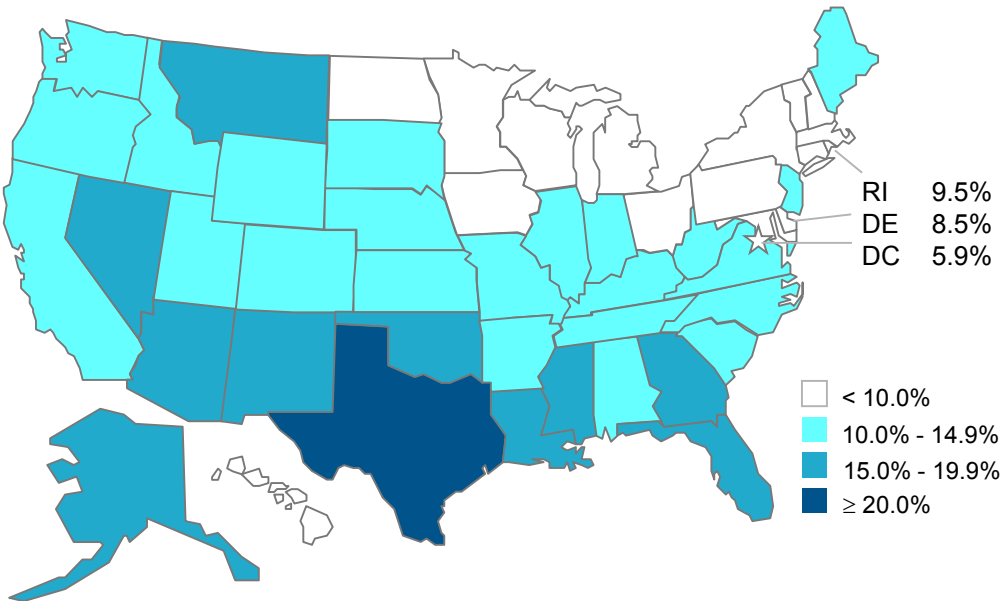 RI 9.5%
DE 8.5%
DC 5.9%
< 10.0%
10.0% - 14.9%
15.0% - 19.9%
≥ 20.0%